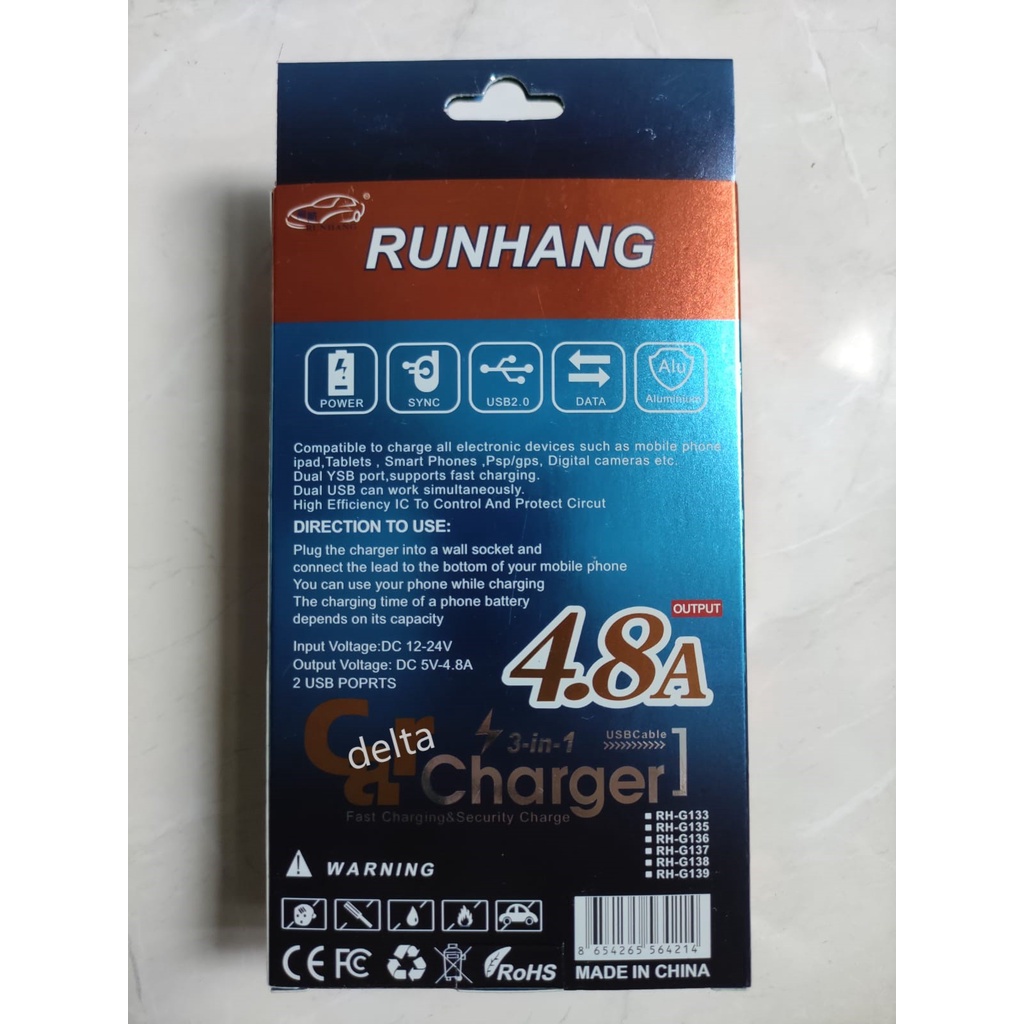 RUNHANG
®
RUNHANG
POWER
SYNC
USB2.0
DATA
Alu
Aluminium
Compatible to charge all electronic devices such as mobile phone
ipad,Tablets , Smart Phones ,Psp/gps, Digital cameras etc.
Dual YSB port,supports fast charging.
Dual USB can work simultaneously.
High Efficiency IC To Control And Protect Circut
DIRECTION TO USE:
Plug the charger into a wall socket and
connect the lead to the bottom of your mobile phone
You can use your phone while charging
The charging time of a phone battery
depends on its capacity
Input Voltage:DC 12-24V
Output Voltage: DC 5V-4.8A
2 USB POPRTS
OUTPUT
4.8A
Car
delta
3-in-1
USBCable
Charger
Fast Charging&Security Charge
RH-G133
RH-G135
RH-G136
RH-G137
RH-G138
RH-G139
WARNING
8 654265 564214
CE FC RoHS
MADE IN CHINA